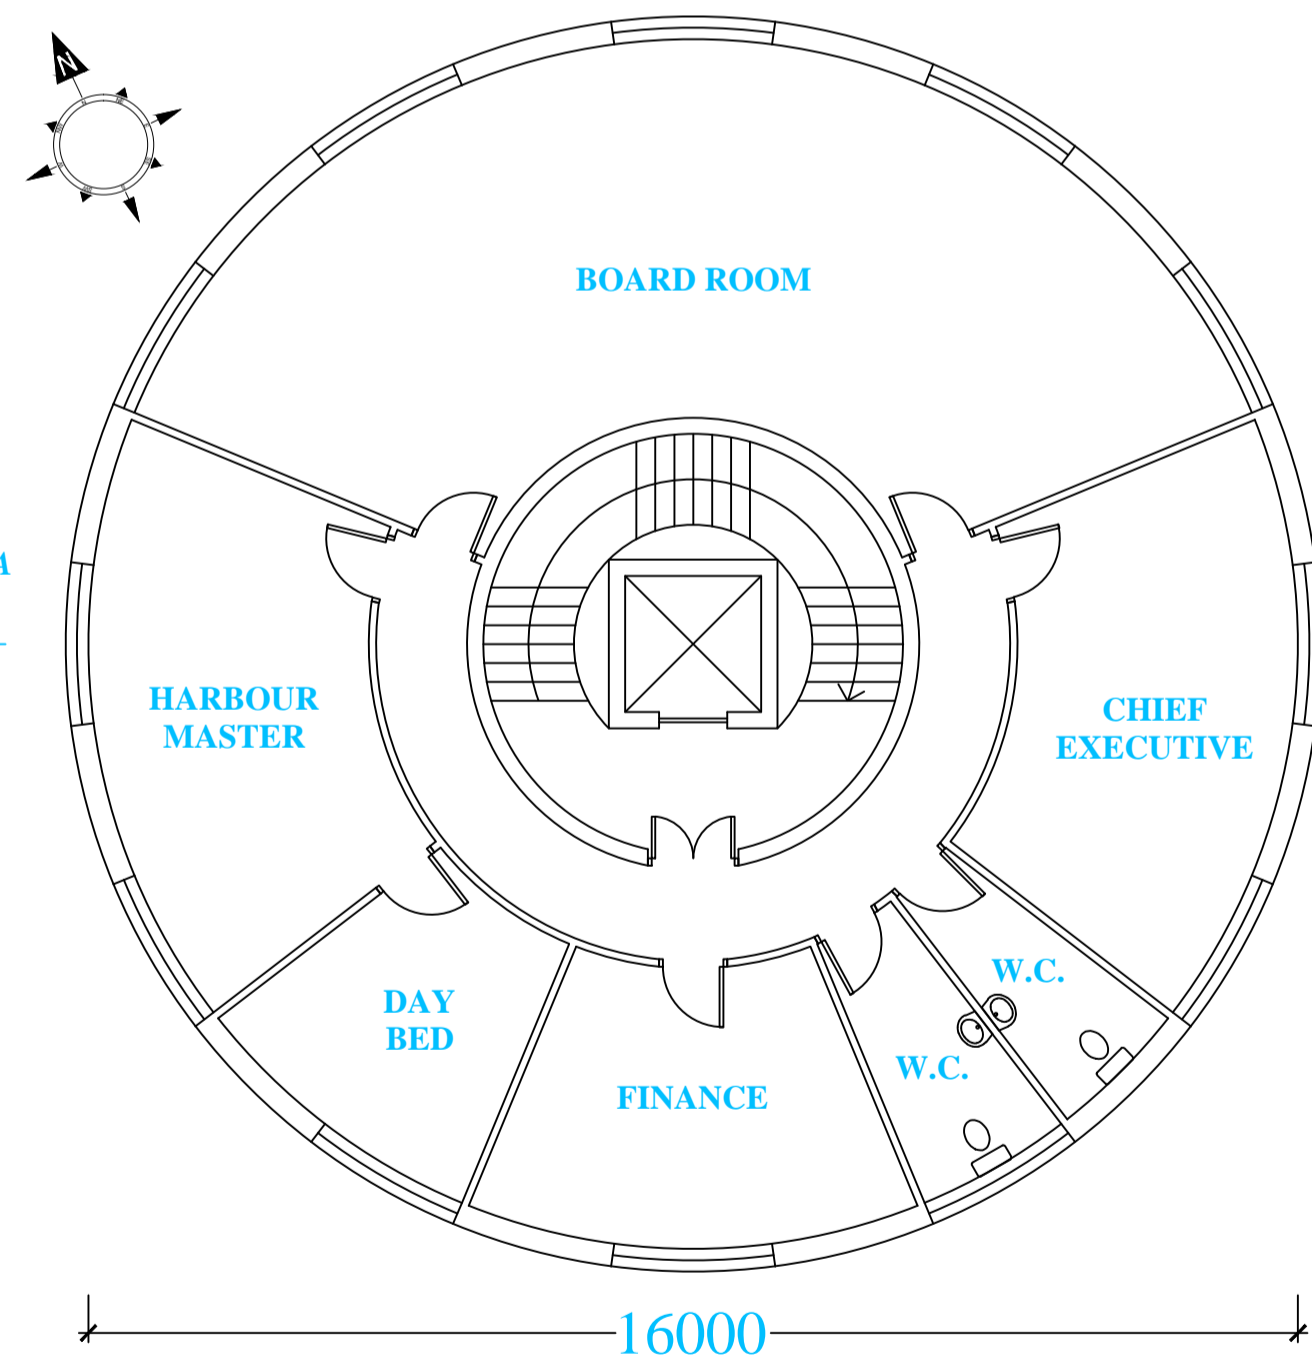 N
BOARD ROOM
A
HARBOUR
MASTER
CHIEF
EXECUTIVE
DAY
BED
W.C.
W.C.
FINANCE
16000